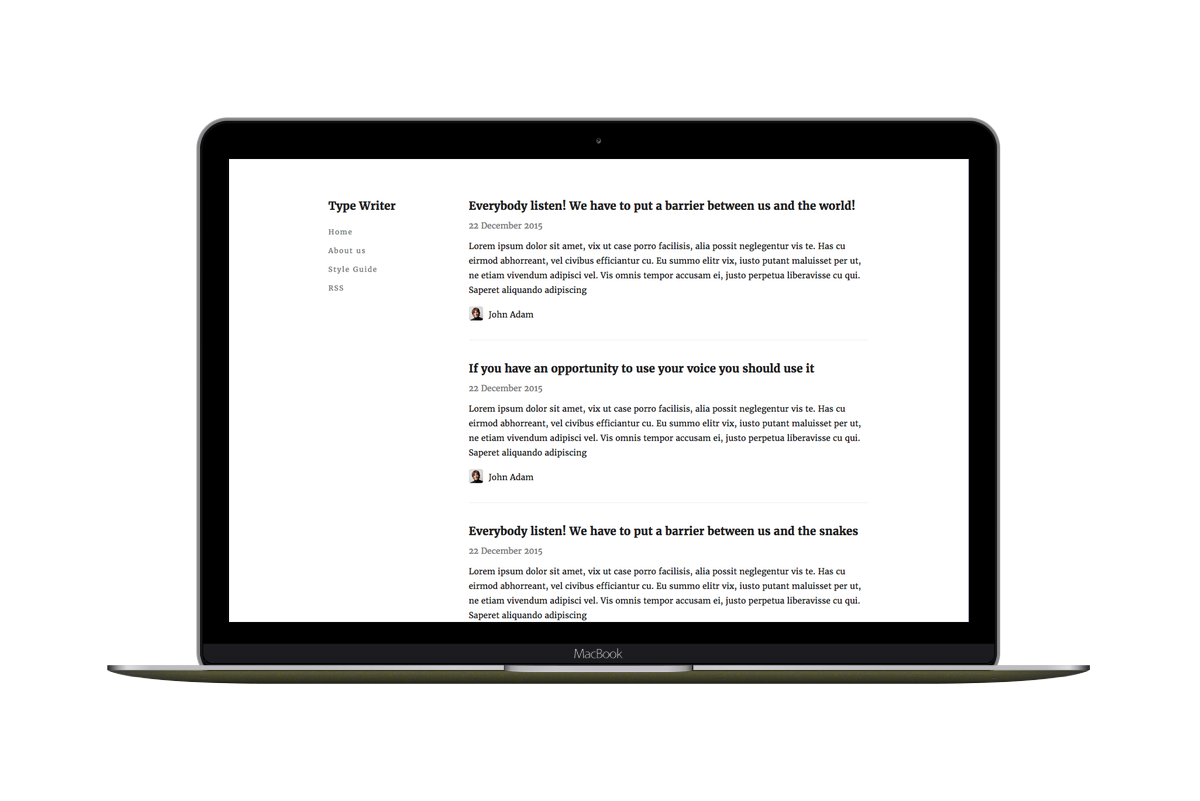 Type Writer
Home
About us
Style Guide
RSS
Everybody listen! We have to put a barrier between us and the world!
22 December 2015
Lorem ipsum dolor sit amet, vix ut case porro facilisis, alia possit neglegentur vis te. Has cu
eirmod abhorreant, vel civibus efficiantur cu. Eu summo elitr vix, iusto putant maluisset per ut,
ne etiam vivendum adipisci vel. Vis omnis tempor accusam ei, justo perpetua liberavisse cu qui.
Saperet aliquando adipiscing
John Adam
If you have an opportunity to use your voice you should use it
22 December 2015
Lorem ipsum dolor sit amet, vix ut case porro facilisis, alia possit neglegentur vis te. Has cu
eirmod abhorreant, vel civibus efficiantur cu. Eu summo elitr vix, iusto putant maluisset per ut,
ne etiam vivendum adipisci vel. Vis omnis tempor accusam ei, justo perpetua liberavisse cu qui.
Saperet aliquando adipiscing
John Adam
Everybody listen! We have to put a barrier between us and the snakes
22 December 2015
Lorem ipsum dolor sit amet, vix ut case porro facilisis, alia possit neglegentur vis te. Has cu
eirmod abhorreant, vel civibus efficiantur cu. Eu summo elitr vix, iusto putant maluisset per ut,
ne etiam vivendum adipisci vel. Vis omnis tempor accusam ei, justo perpetua liberavisse cu qui.
Saperet aliquando adipiscing
MacBook